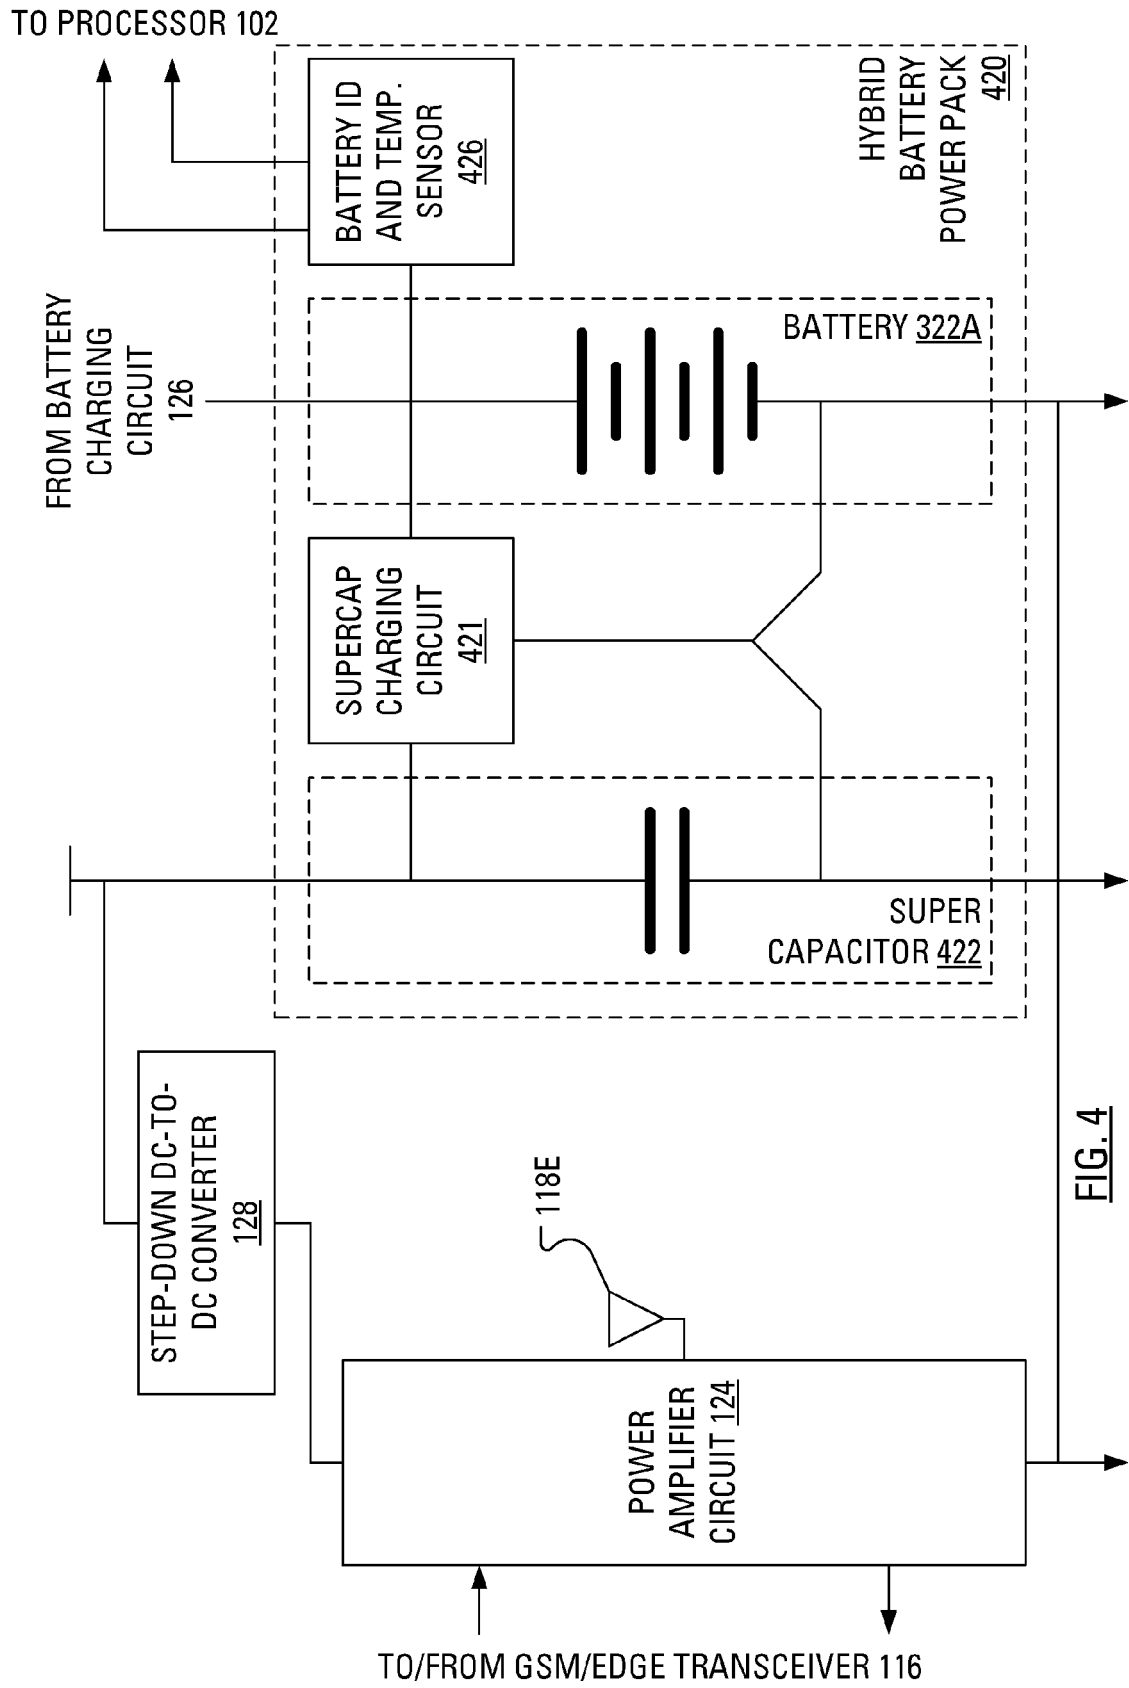 TO PROCESSOR 102
BATTERY ID
AND TEMP.
SENSOR
426
HYBRID
BATTERY
POWER PACK
420
FROM BATTERY
CHARGING
CIRCUIT
126
BATTERY 322A
SUPERCAP
CHARGING
CIRCUIT
421
SUPER
CAPACITOR 422
STEP-DOWN DC-TO-
DC CONVERTER
128
118E
POWER
AMPLIFIER
CIRCUIT 124
TO/FROM GSM/EDGE TRANSCEIVER 116
FIG. 4